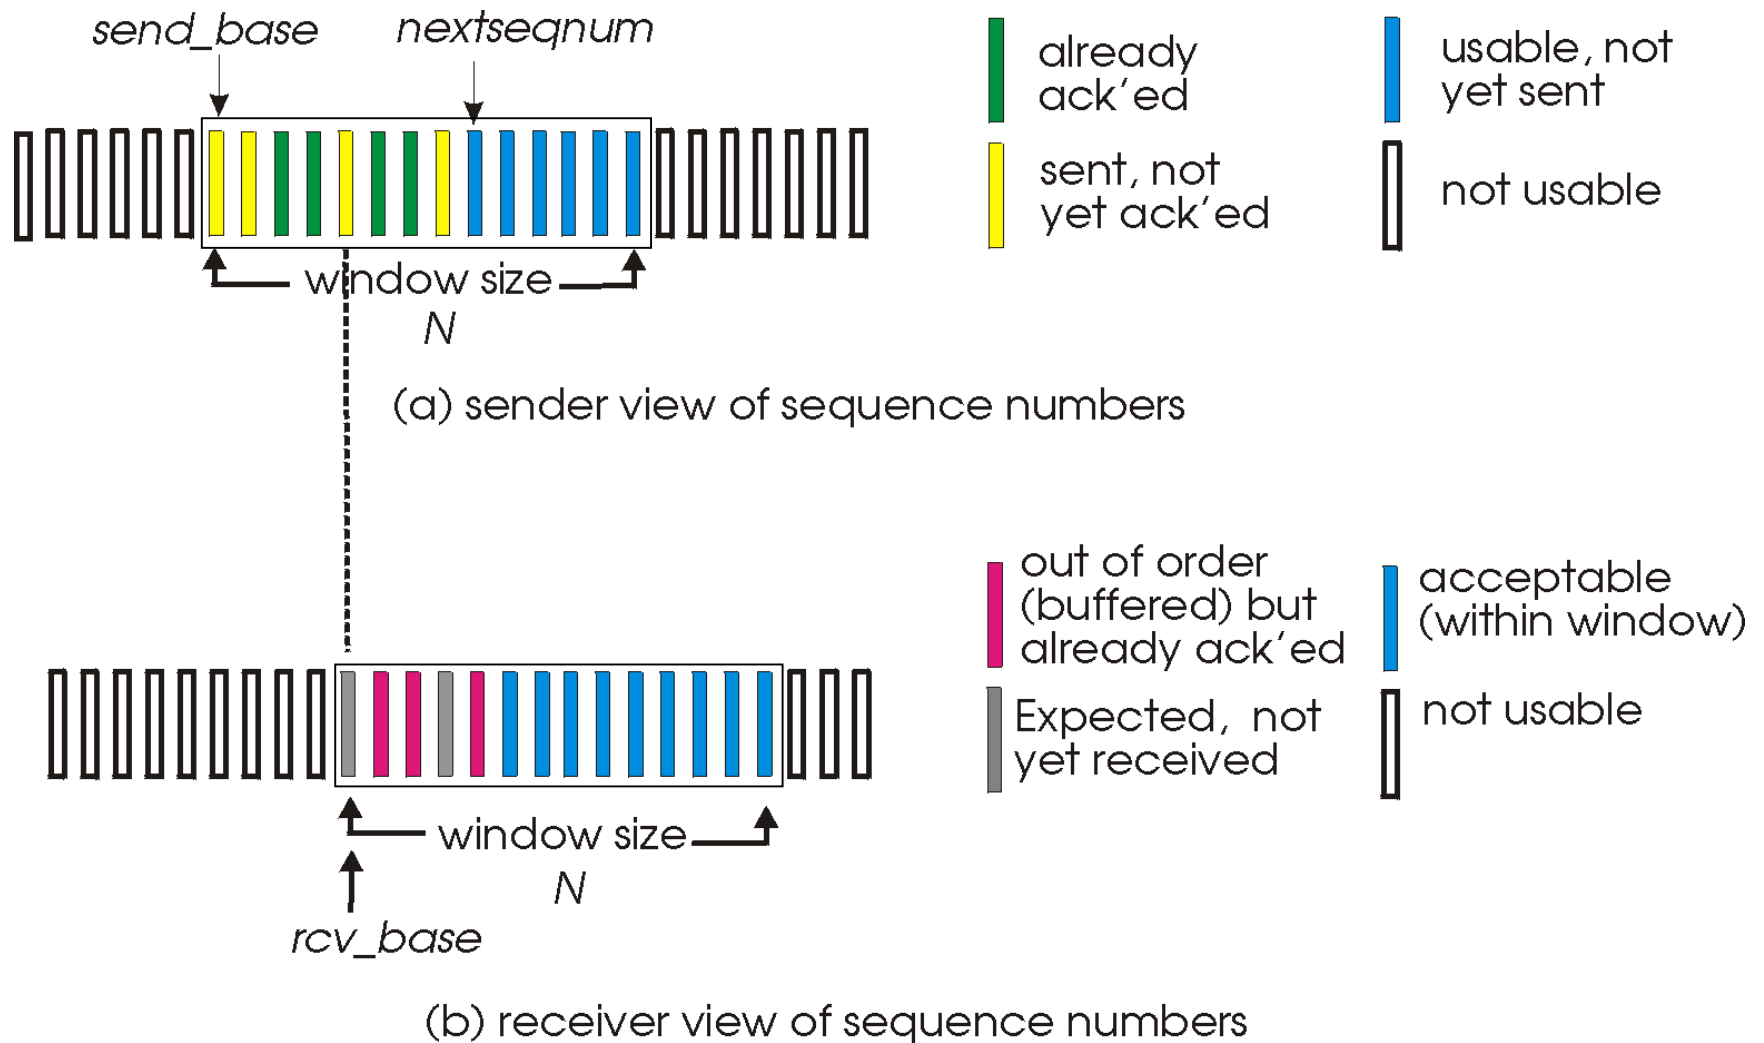 send_base
nextseqnum
already
ack'ed
usable, not
yet sent
sent, not
yet ack'ed
not usable
window size
N
(a) sender view of sequence numbers
out of order
(buffered) but
already ack'ed
acceptable
(within window)
Expected, not
yet received
not usable
window size
N
rcv_base
(b) receiver view of sequence numbers